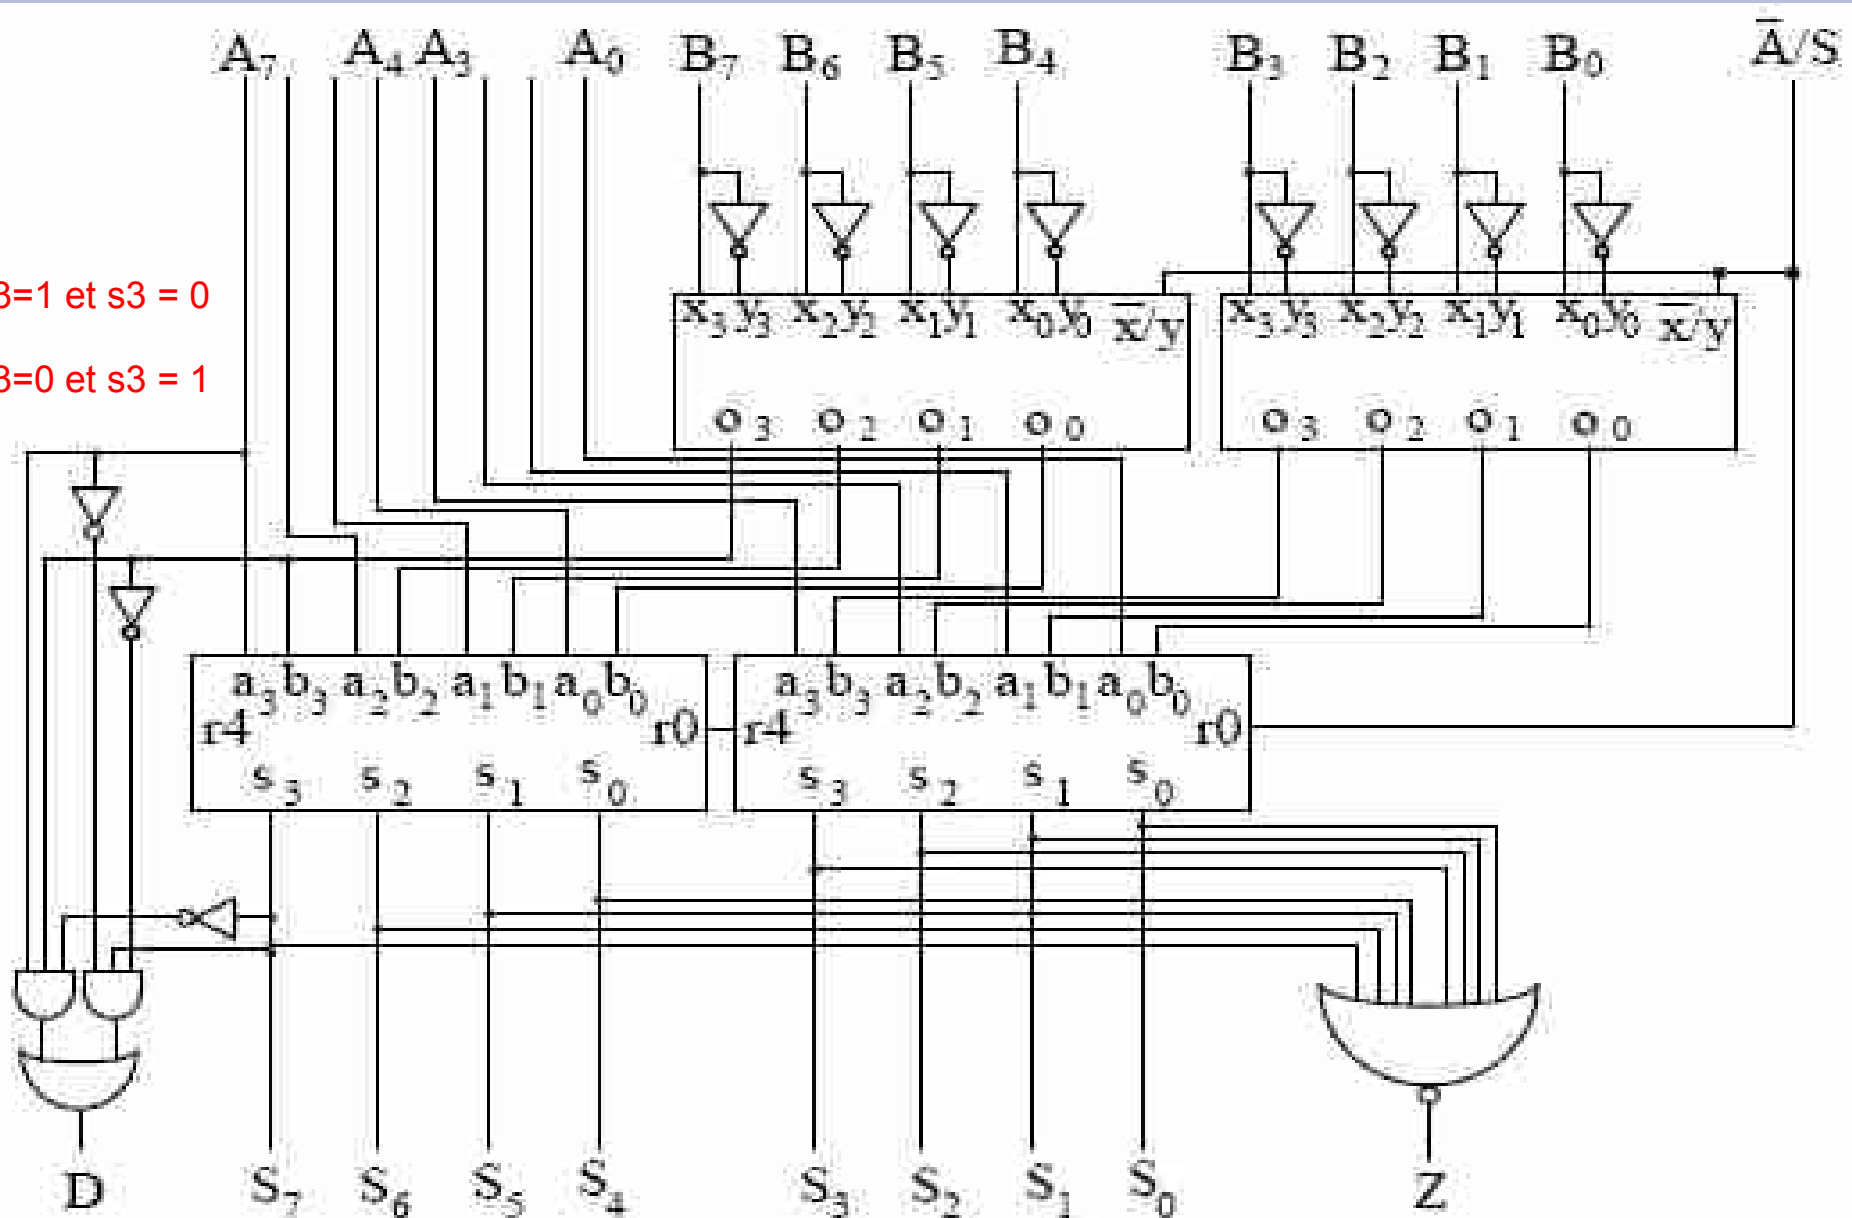 A7 A4 A3 A0 B7 B6 B5 B4 B3 B2 B1 B0 A̅/S
3=1 et s3 = 0
3=0 et s3 = 1
x3 y3 x2 y2 x1 y1 x0 y0 x̅/y
o3 o2 o1 o0
x3 y3 x2 y2 x1 y1 x0 y0 x̅/y
o3 o2 o1 o0
a3 b3 a2 b2 a1 b1 a0 b0
r4 r0
s3 s2 s1 s0
a3 b3 a2 b2 a1 b1 a0 b0
r4 r0
s3 s2 s1 s0
D S7 S6 S5 S4 S3 S2 S1 S0 Z